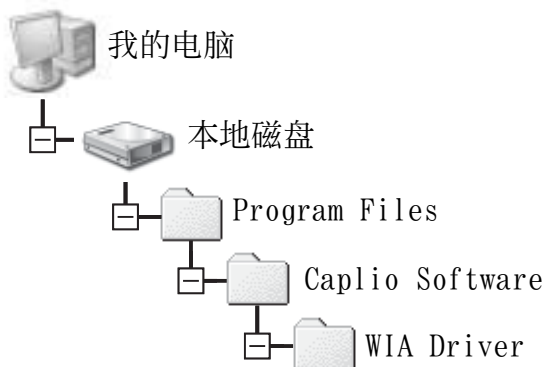 我的电脑
本地磁盘
Program Files
Caplio Software
WIA Driver